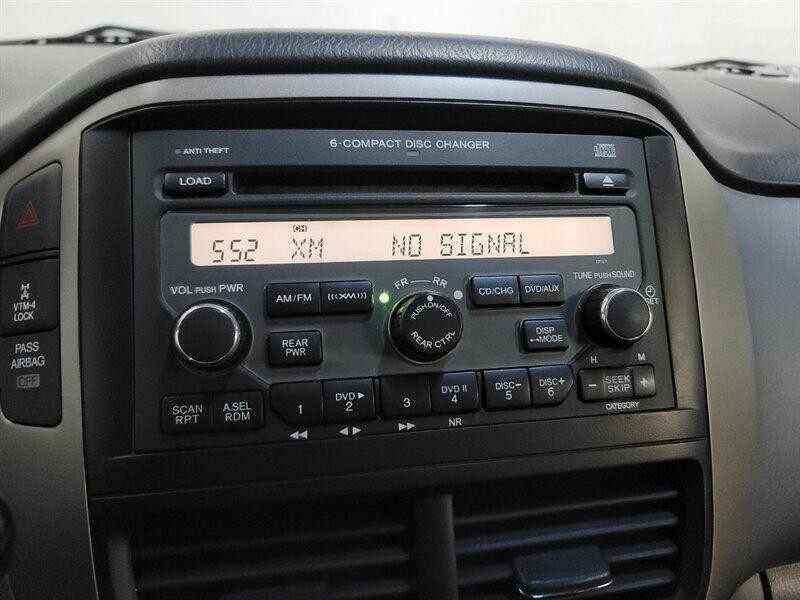 ANTI THEFT
6·COMPACT DISC CHANGER
LOAD
CH
552 XM NO SIGNAL
VOL PUSH PWR
FR RR
TUNE PUSH SOUND
AM/FM
(((XM)))
CD/CHG
DVD/AUX
PUSH ON/OFF
REAR CTRL
REAR PWR
DISP
MODE
H M
SCAN
RPT
A.SEL
RDM
1
DVD ▶
2
3
DVD II
4
DISC−
5
DISC+
6
− SEEK SKIP +
CATEGORY
NR
VTM-4
LOCK
PASS
AIRBAG
OFF